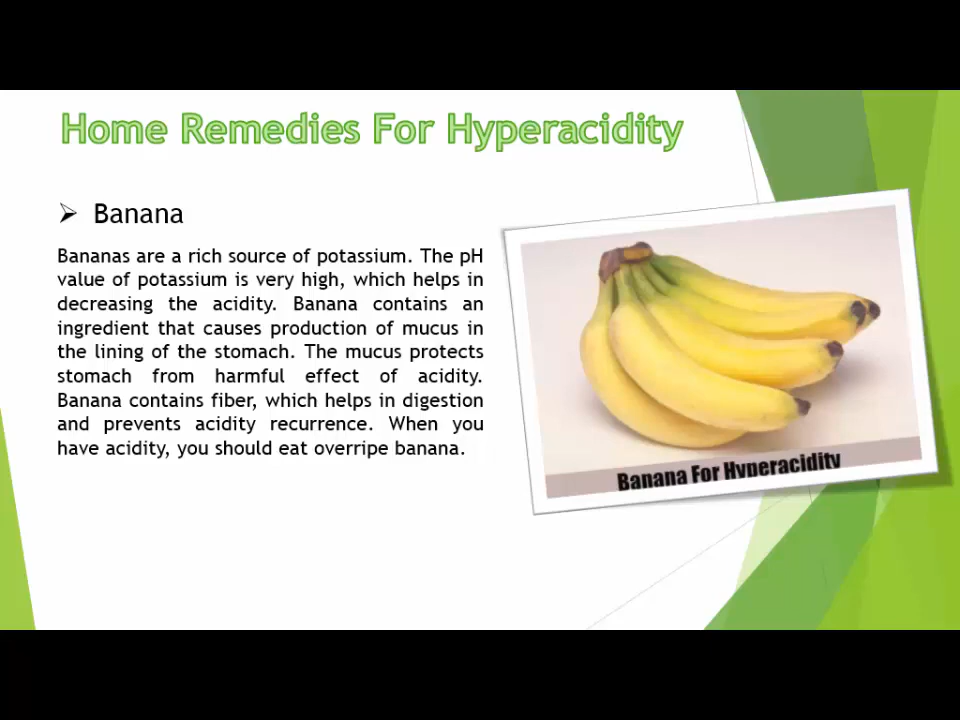 Home Remedies For Hyperacidity
Banana
Bananas are a rich source of potassium. The pH
value of potassium is very high, which helps in
decreasing the acidity. Banana contains an
ingredient that causes production of mucus in
the lining of the stomach. The mucus protects
stomach from harmful effect of acidity.
Banana contains fiber, which helps in digestion
and prevents acidity recurrence. When you
have acidity, you should eat overripe banana.
Banana For Hyperacidity